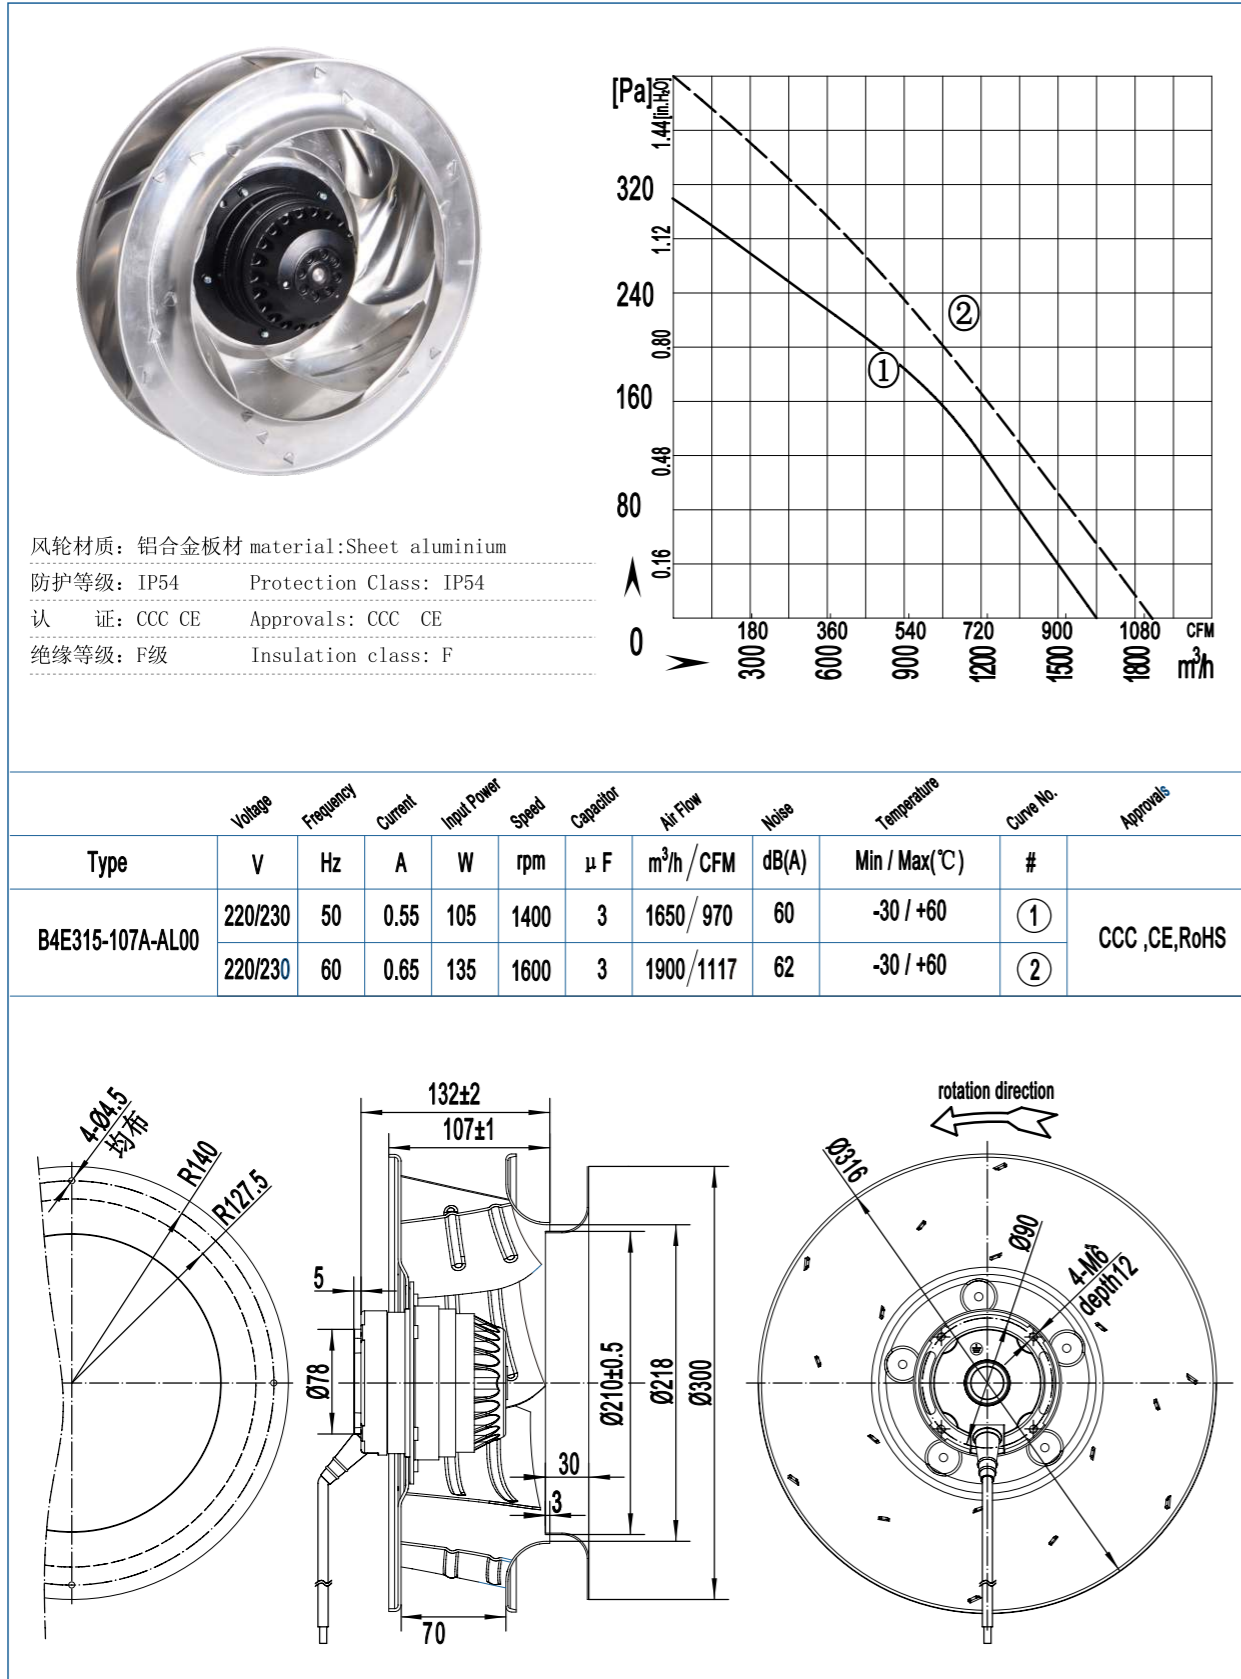 [Pa]
[in.H₂O]
1.44
320
1.12
240
0.80
160
0.48
80
0.16
0
①
②
180 360 540 720 900 1080 CFM
300 600 900 1200 1500 1800 m³/h
风轮材质：铝合金板材 material:Sheet aluminium
防护等级：IP54 Protection Class: IP54
认 证：CCC CE Approvals: CCC CE
绝缘等级：F级 Insulation class: F
Voltage Frequency Current Input Power Speed Capacitor Air Flow Noise Temperature Curve No. Approvals
Type V Hz A W rpm μF m³/h/CFM dB(A) Min / Max(℃) #
B4E315-107A-AL00
220/230 50 0.55 105 1400 3 1650/970 60 -30 / +60 ①
220/230 60 0.65 135 1600 3 1900/1117 62 -30 / +60 ②
CCC ,CE,RoHS
4-Ø4.5
均布
R140
R127.5
132±2
107±1
5
Ø78
Ø210±0.5
Ø218
Ø300
30
3
70
rotation direction
Ø316
Ø90
4-M6
depth12